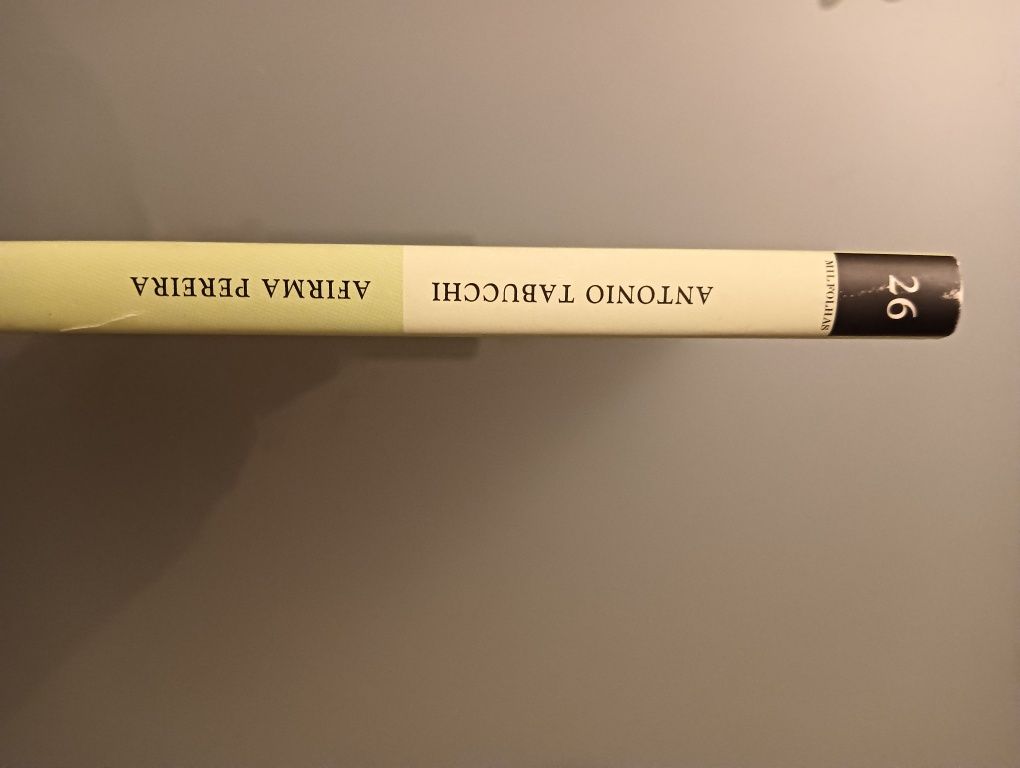 26
MIL FOLHAS
ANTONIO TABUCCHI
AFIRMA PEREIRA